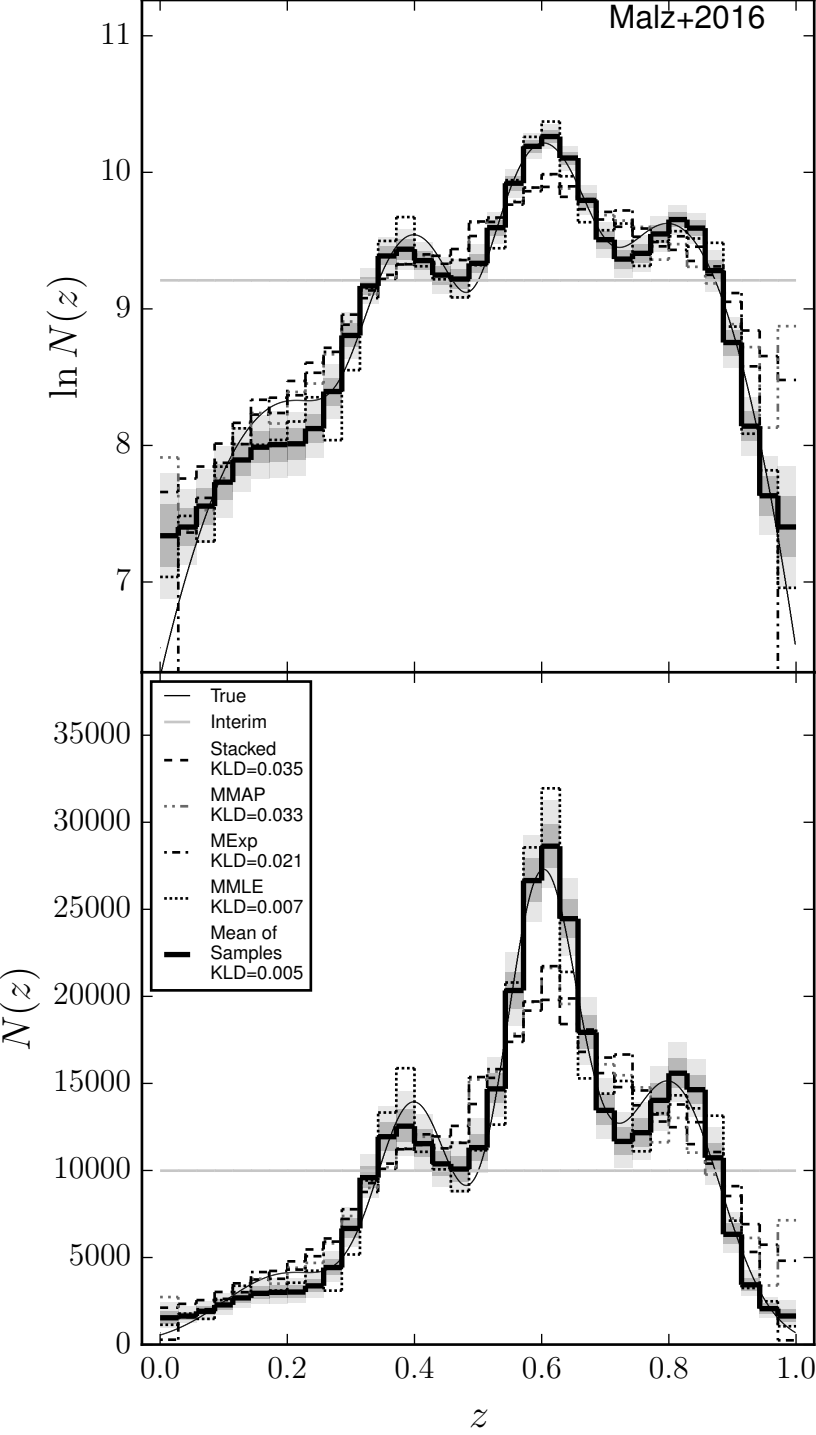 Malz+2016
11
10
9
8
7
ln N(z)
True
Interim
Stacked
KLD=0.035
MMAP
KLD=0.033
MExp
KLD=0.021
MMLE
KLD=0.007
Mean of
Samples
KLD=0.005
35000
30000
25000
20000
15000
10000
5000
0
N(z)
0.0 0.2 0.4 0.6 0.8 1.0
z